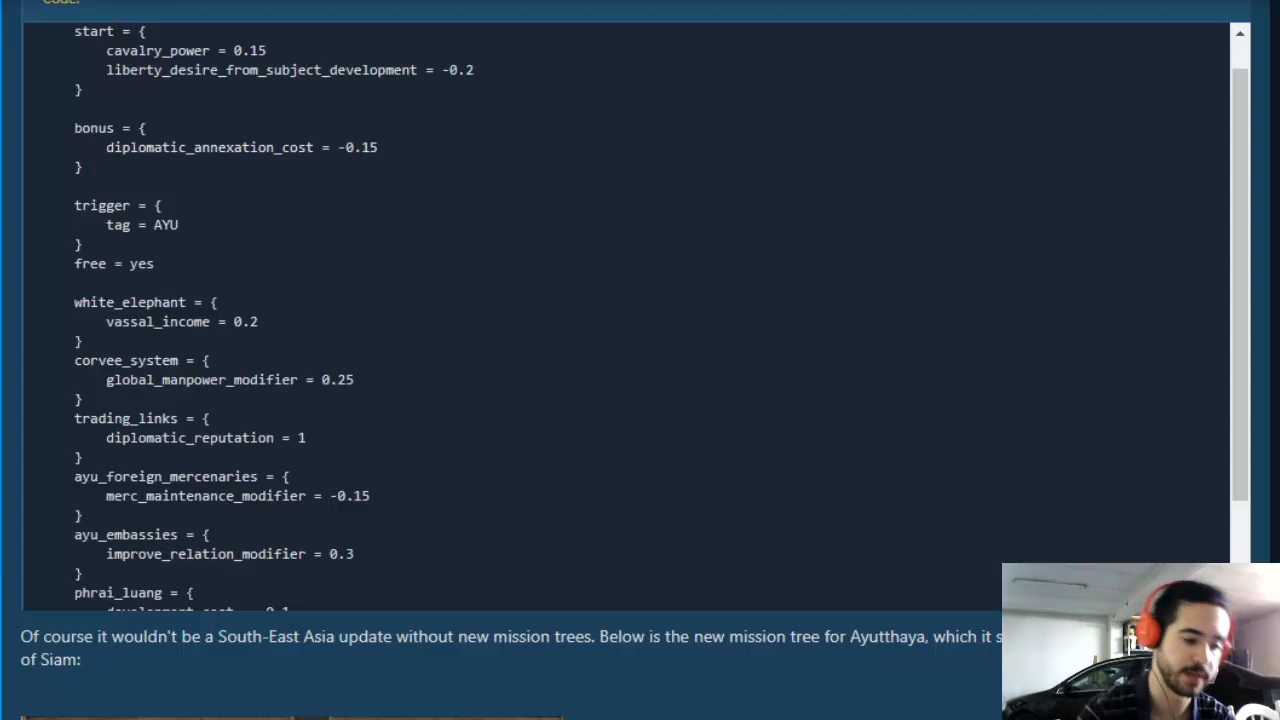 Code:
start = {
cavalry_power = 0.15
liberty_desire_from_subject_development = -0.2
}
bonus = {
diplomatic_annexation_cost = -0.15
}
trigger = {
tag = AYU
}
free = yes
white_elephant = {
vassal_income = 0.2
}
corvee_system = {
global_manpower_modifier = 0.25
}
trading_links = {
diplomatic_reputation = 1
}
ayu_foreign_mercenaries = {
merc_maintenance_modifier = -0.15
}
ayu_embassies = {
improve_relation_modifier = 0.3
}
phrai_luang = {
Of course it wouldn't be a South-East Asia update without new mission trees. Below is the new mission tree for Ayutthaya, which it s
of Siam: